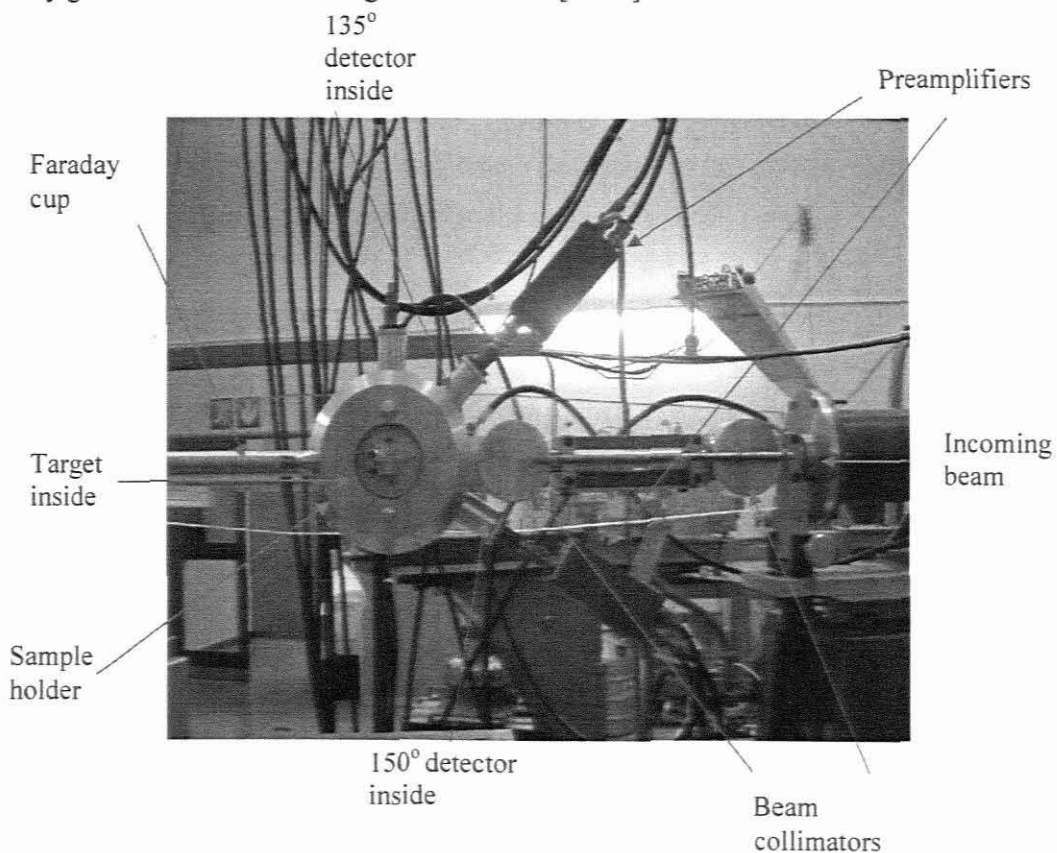 135°
detector
inside
Preamplifiers
Faraday
cup
Target
inside
Incoming
beam
Sample
holder
150° detector
inside
Beam
collimators